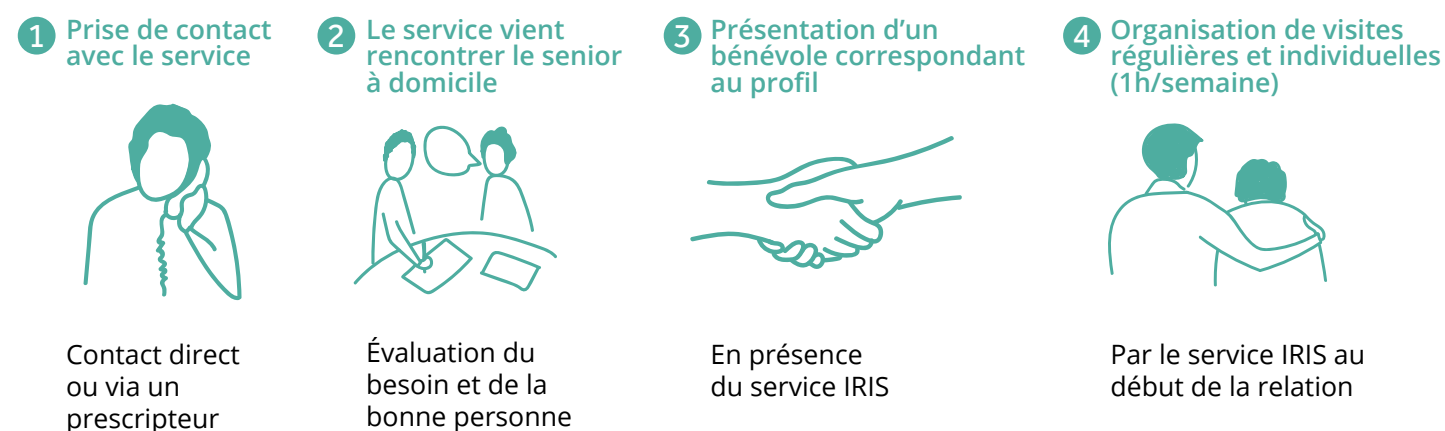 1 Prise de contact
avec le service
Contact direct
ou via un
prescripteur
2 Le service vient
rencontrer le senior
à domicile
Évaluation du
besoin et de la
bonne personne
3 Présentation d’un
bénévole correspondant
au profil
En présence
du service IRIS
4 Organisation de visites
régulières et individuelles
(1h/semaine)
Par le service IRIS au
début de la relation